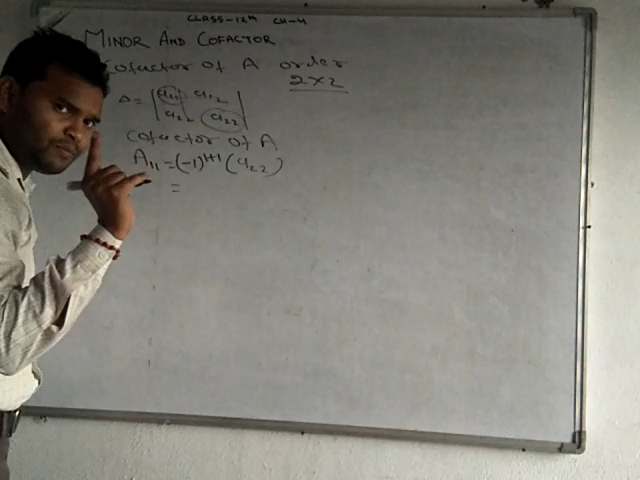 CLASS-12th CH-4
MINOR AND COFACTOR
Cofactor of A order
2×2
Δ = | a11 a12
a2 a22 |
Cofactor of A
A11 = (-1)^1+1 (a22)
=